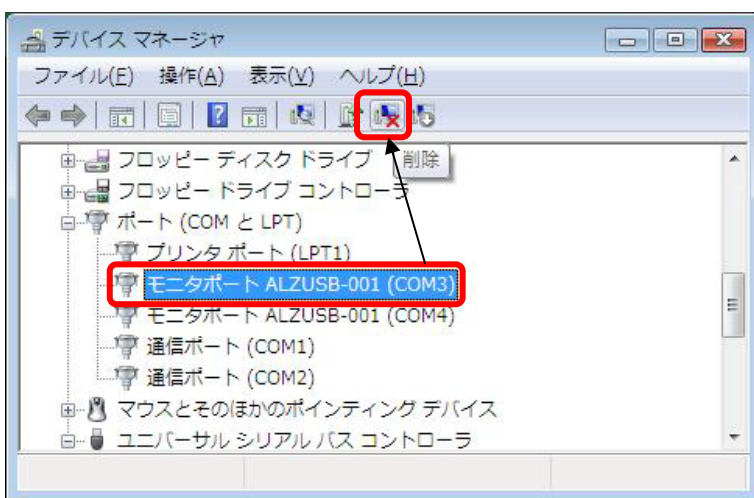 デバイス マネージャ
ファイル(F) 操作(A) 表示(V) ヘルプ(H)
削除
フロッピー ディスク ドライブ
フロッピー ドライブ コントローラ
ポート (COM と LPT)
プリンタ ポート (LPT1)
モニタポート ALZUSB-001 (COM3)
モニタポート ALZUSB-001 (COM4)
通信ポート (COM1)
通信ポート (COM2)
マウスとそのほかのポインティング デバイス
ユニバーサル シリアル バス コントローラ